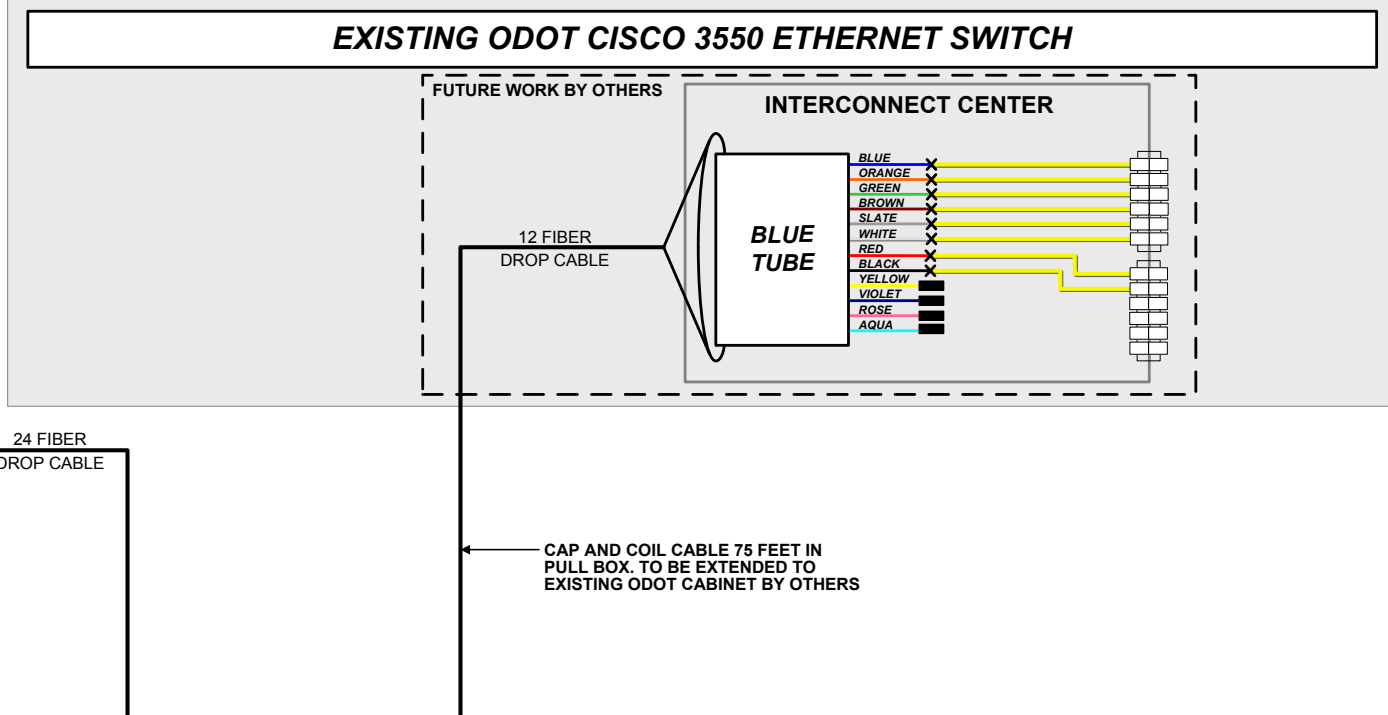 EXISTING ODOT CISCO 3550 ETHERNET SWITCH
FUTURE WORK BY OTHERS
INTERCONNECT CENTER
BLUE
ORANGE
GREEN
BROWN
SLATE
WHITE
RED
BLACK
YELLOW
VIOLET
ROSE
AQUA
BLUE
TUBE
12 FIBER
DROP CABLE
24 FIBER
DROP CABLE
CAP AND COIL CABLE 75 FEET IN
PULL BOX. TO BE EXTENDED TO
EXISTING ODOT CABINET BY OTHERS